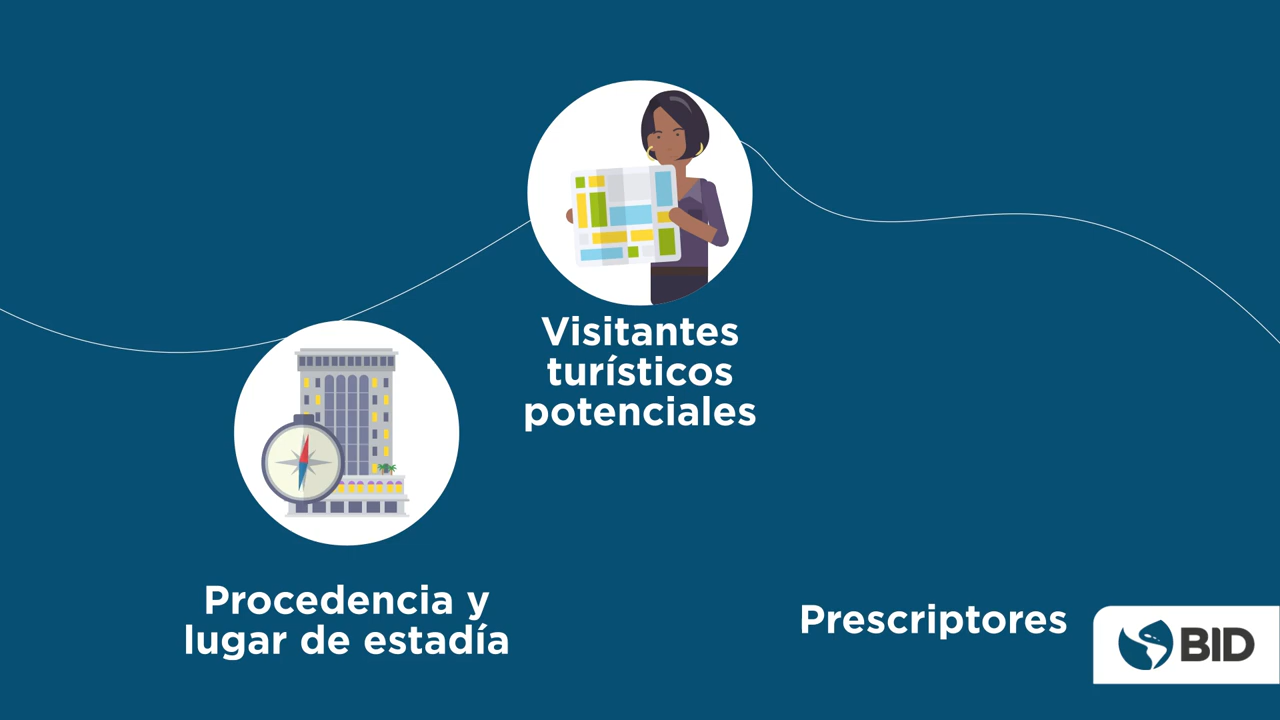 Visitantes
turísticos
potenciales
Procedencia y
lugar de estadía
Prescriptores
BID